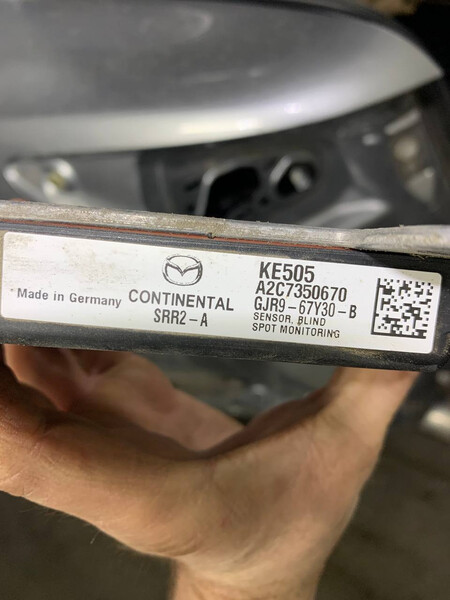 Made in Germany
CONTINENTAL
SRR2-A
KE505
A2C7350670
GJR9-67Y30-B
SENSOR, BLIND
SPOT MONITORING